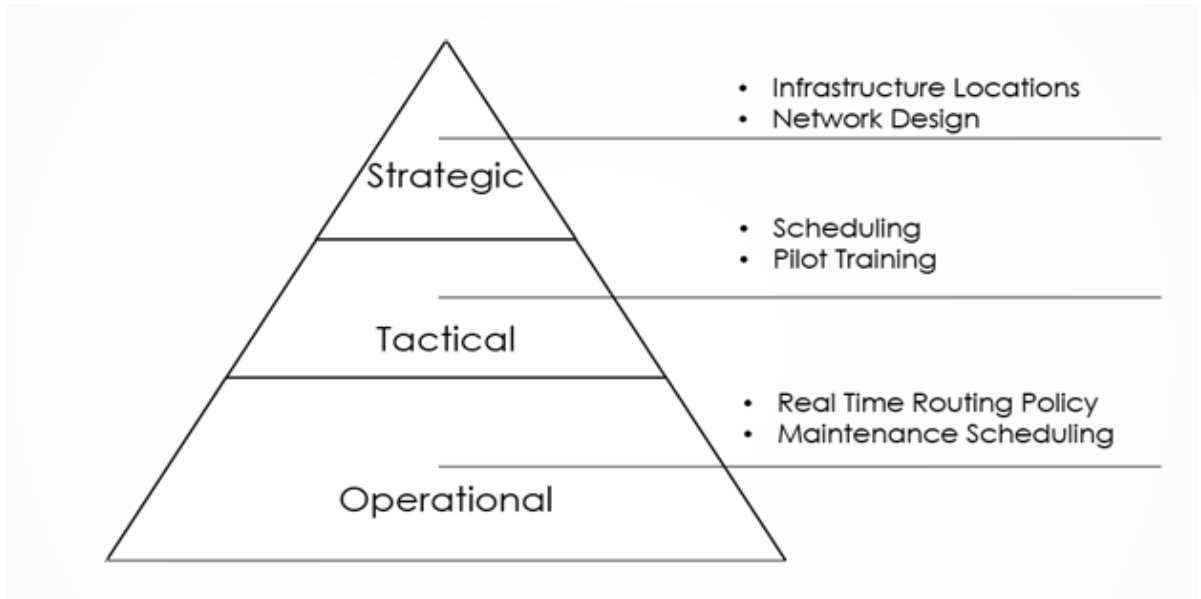 • Infrastructure Locations
• Network Design
Strategic
• Scheduling
• Pilot Training
Tactical
• Real Time Routing Policy
• Maintenance Scheduling
Operational